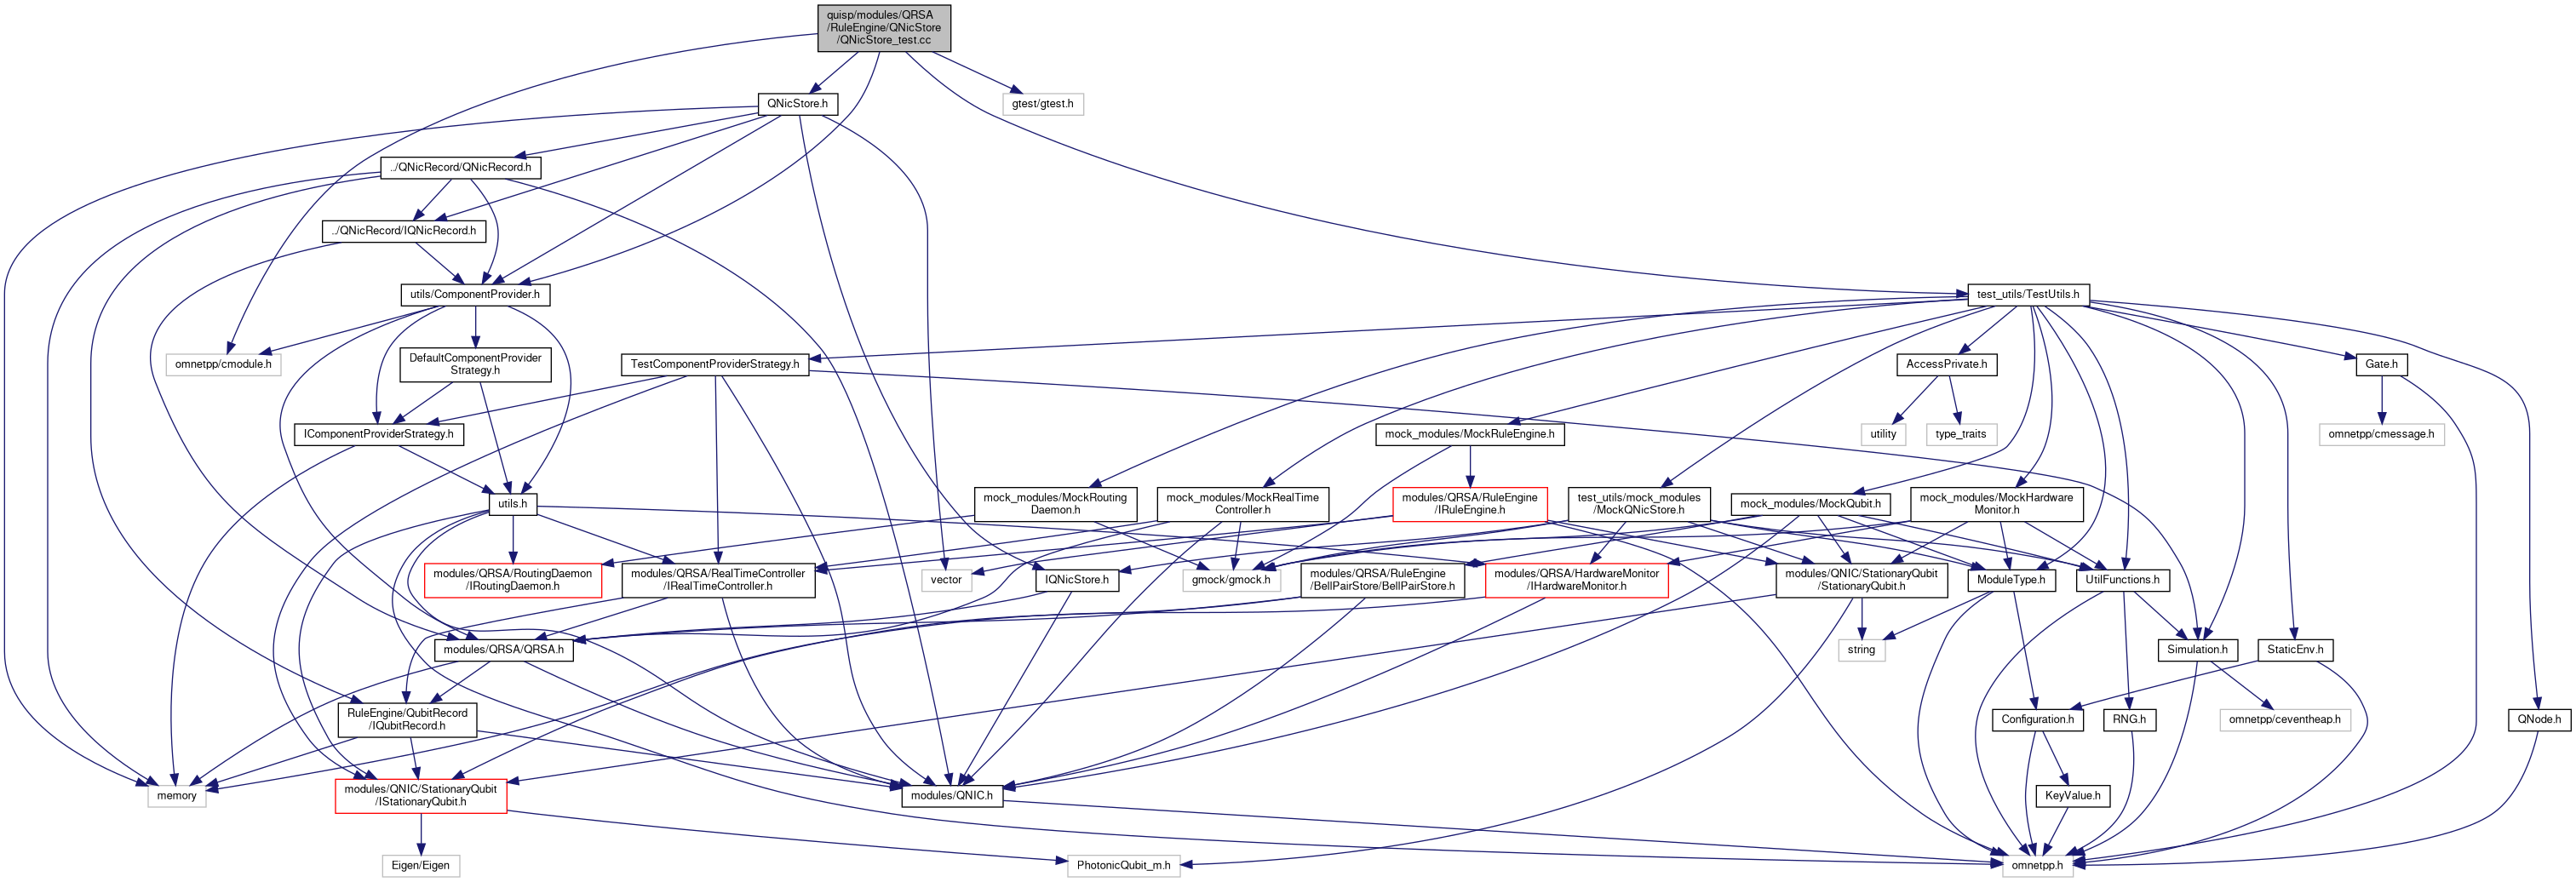 quisp/modules/QRSA
/RuleEngine/QNicStore
/QNicStore_test.cc
QNicStore.h
gtest/gtest.h
../QNicRecord/QNicRecord.h
../QNicRecord/IQNicRecord.h
utils/ComponentProvider.h
test_utils/TestUtils.h
omnetpp/cmodule.h
DefaultComponentProvider
Strategy.h
TestComponentProviderStrategy.h
AccessPrivate.h
Gate.h
IComponentProviderStrategy.h
mock_modules/MockRuleEngine.h
utility
type_traits
omnetpp/cmessage.h
utils.h
mock_modules/MockRouting
Daemon.h
mock_modules/MockRealTime
Controller.h
modules/QRSA/RuleEngine
/IRuleEngine.h
test_utils/mock_modules
/MockQNicStore.h
mock_modules/MockQubit.h
mock_modules/MockHardware
Monitor.h
modules/QRSA/RoutingDaemon
/IRoutingDaemon.h
modules/QRSA/RealTimeController
/IRealTimeController.h
vector
IQNicStore.h
gmock/gmock.h
modules/QRSA/RuleEngine
/BellPairStore/BellPairStore.h
modules/QRSA/HardwareMonitor
/IHardwareMonitor.h
modules/QNIC/StationaryQubit
/StationaryQubit.h
ModuleType.h
UtilFunctions.h
modules/QRSA/QRSA.h
string
Simulation.h
StaticEnv.h
RuleEngine/QubitRecord
/IQubitRecord.h
Configuration.h
RNG.h
omnetpp/ceventheap.h
QNode.h
memory
modules/QNIC/StationaryQubit
/IStationaryQubit.h
modules/QNIC.h
KeyValue.h
Eigen/Eigen
PhotonicQubit_m.h
omnetpp.h